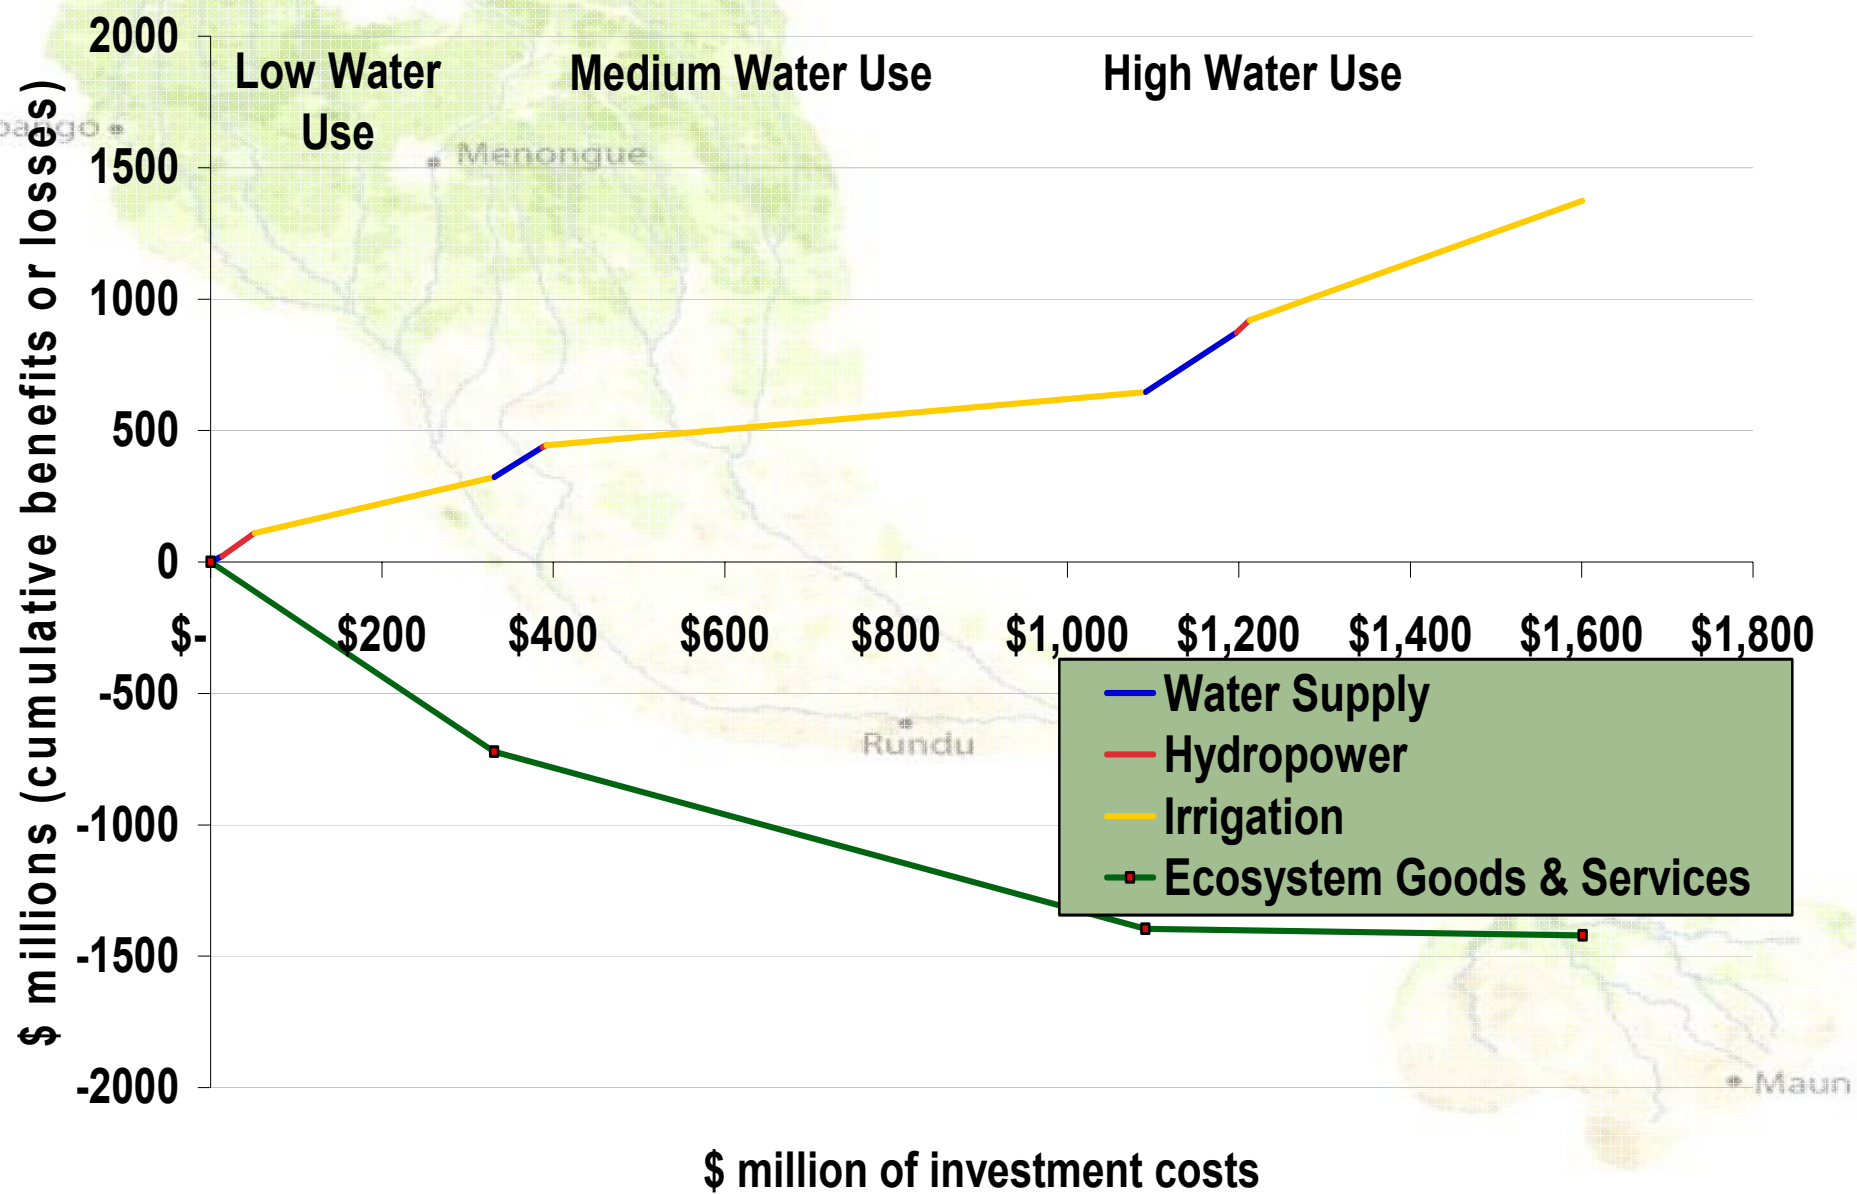 2000
1500
1000
500
0
-500
-1000
-1500
-2000
$ millions (cumulative benefits or losses)
Low Water
Use
Medium Water Use
High Water Use
Menongue
$-
$200
$400
$600
$800
$1,000
$1,200
$1,400
$1,600
$1,800
Rundu
Water Supply
Hydropower
Irrigation
Ecosystem Goods & Services
Maun
$ million of investment costs